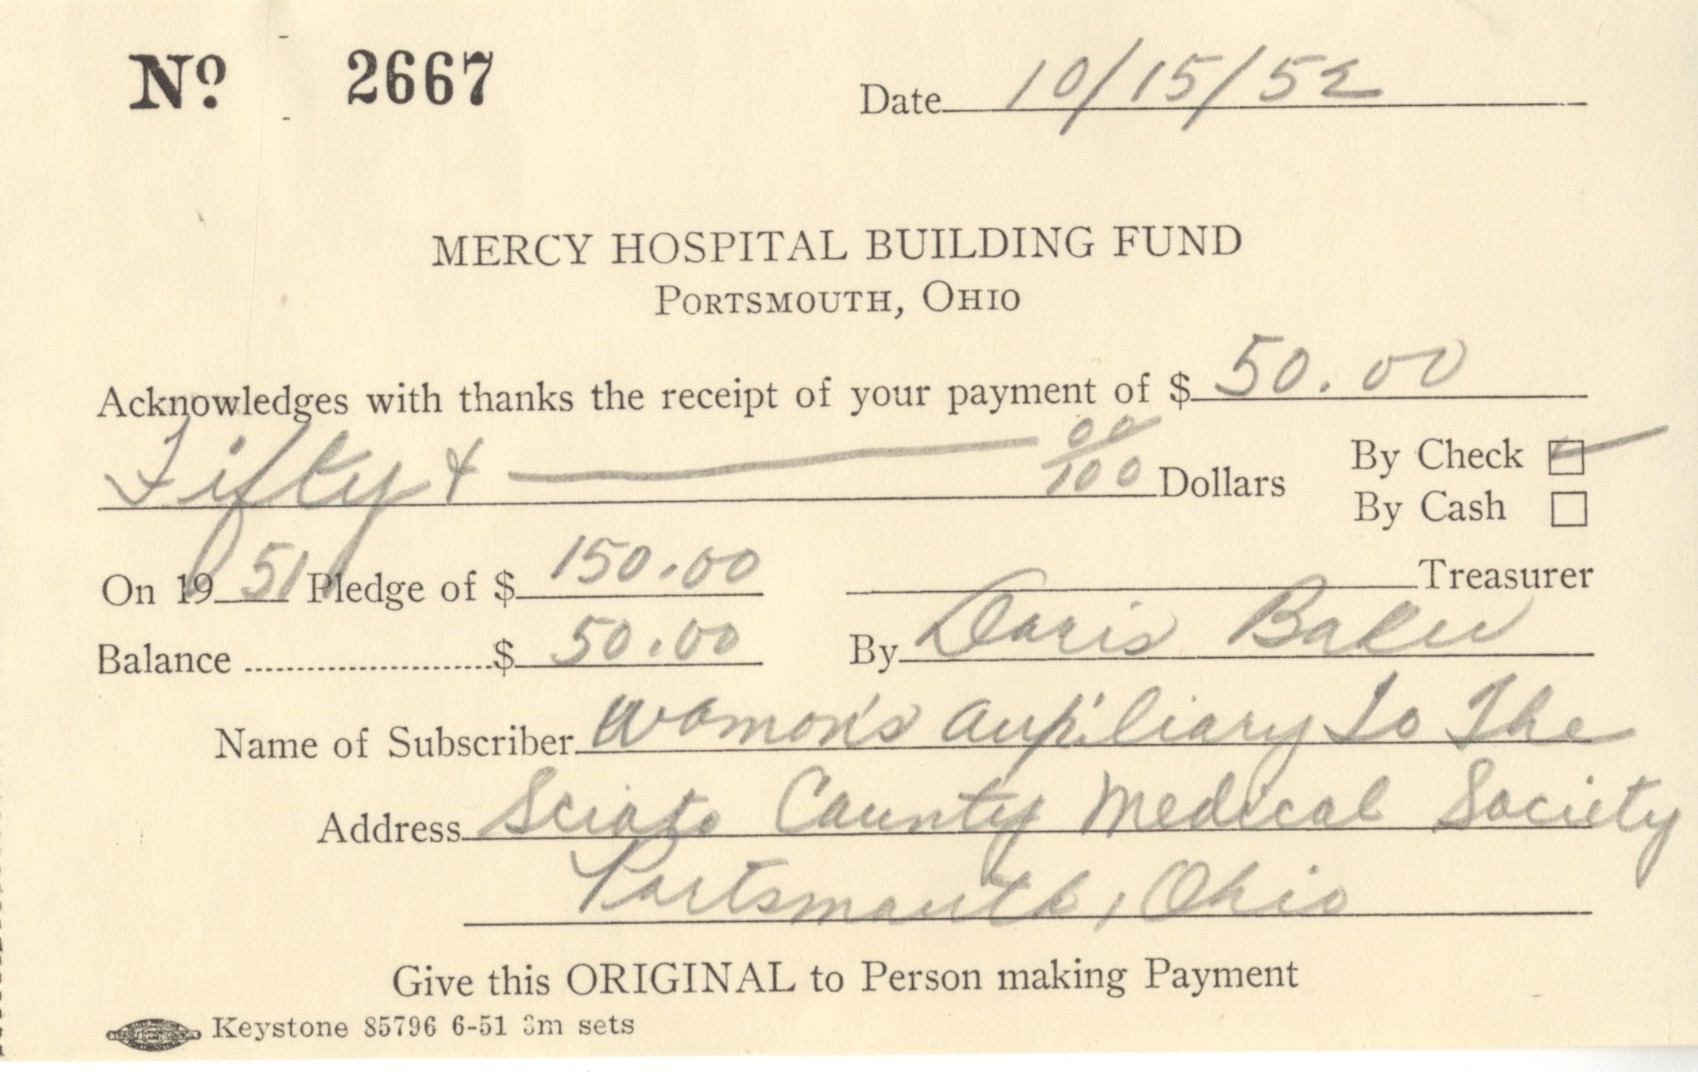 No. 2667
Date 10/15/52
MERCY HOSPITAL BUILDING FUND
PORTSMOUTH, OHIO
Acknowledges with thanks the receipt of your payment of $ 50.00
Fifty & 00/100 Dollars
By Check
By Cash
On 1951 Pledge of $ 150.00
Treasurer
Balance ........................$ 50.00
By Doris Baker
Name of Subscriber Womon's Auxiliary to The
Address Scioto County Medical Society
Portsmouth, Ohio
Give this ORIGINAL to Person making Payment
Keystone 85796 6-51 3m sets